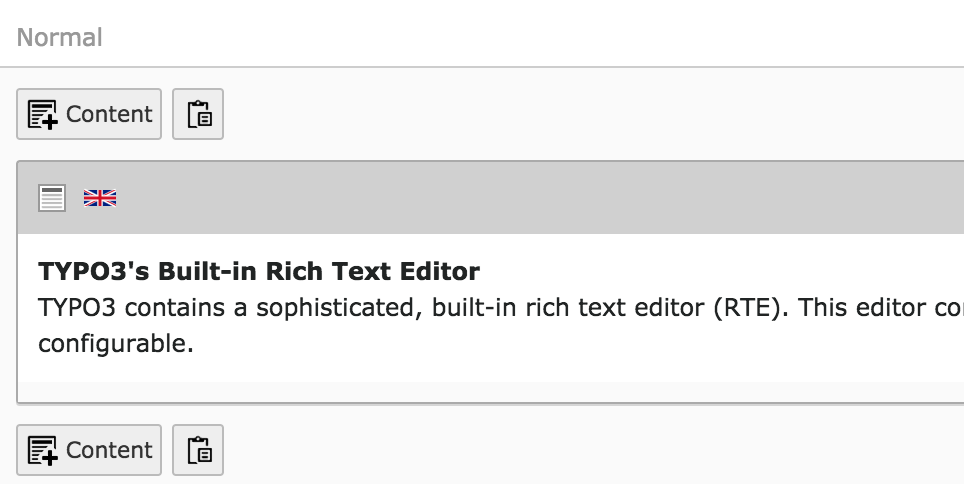 Normal
Content
TYPO3's Built-in Rich Text Editor
TYPO3 contains a sophisticated, built-in rich text editor (RTE). This editor
configurable.
Content